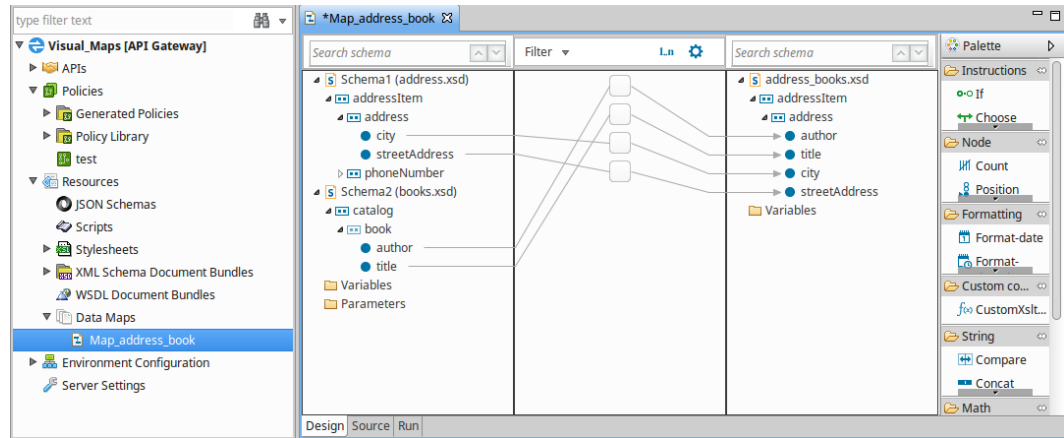 type filter text
Visual_Maps [API Gateway]
APIs
Policies
Generated Policies
Policy Library
test
Resources
JSON Schemas
Scripts
Stylesheets
XML Schema Document Bundles
WSDL Document Bundles
Data Maps
Map_address_book
Environment Configuration
Server Settings
*Map_address_book
Search schema
Filter
1..n
Search schema
Schema1 (address.xsd)
addressItem
address
city
streetAddress
phoneNumber
Schema2 (books.xsd)
catalog
book
author
title
Variables
Parameters
address_books.xsd
addressItem
address
author
title
city
streetAddress
Variables
Palette
Instructions
If
Choose
Node
Count
Position
Formatting
Format-date
Format-
Custom co...
CustomXslt...
String
Compare
Concat
Math
Design Source Run